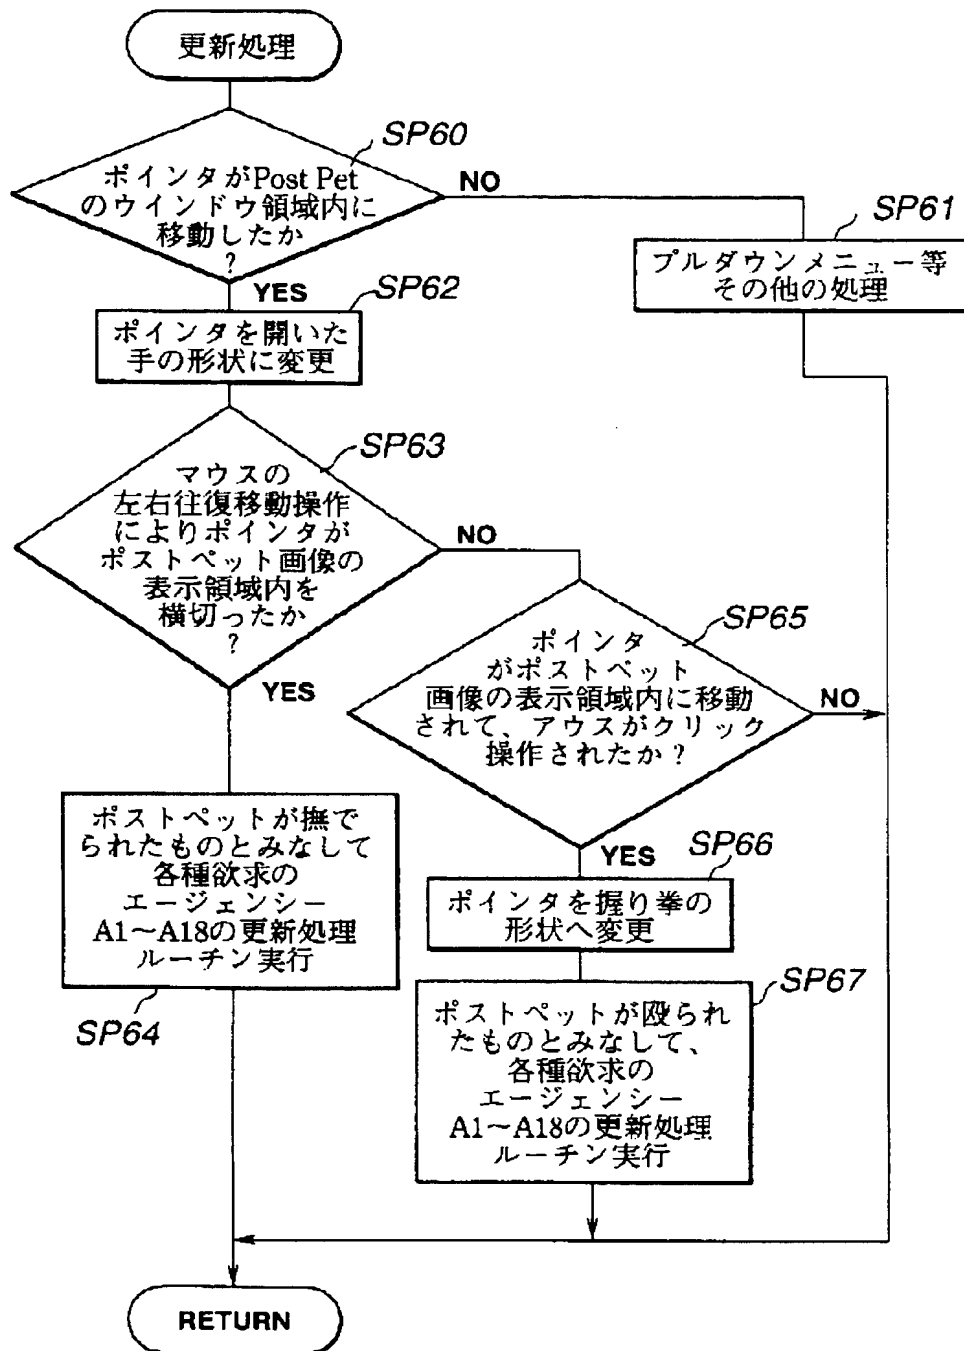 更新処理
SP60
ポインタがPost Pet
のウインドウ領域内に
移動したか
?
NO
YES
SP61
プルダウンメニュー等
その他の処理
SP62
ポインタを開いた
手の形状に変更
SP63
マウスの
左右往復移動操作
によりポインタが
ポストペット画像の
表示領域内を
横切ったか
?
NO
YES
SP65
ポインタ
がポストペット
画像の表示領域内に移動
されて、アウスがクリック
操作されたか?
NO
YES
ポストペットが撫で
られたものとみなして
各種欲求の
エージェンシー
A1〜A18の更新処理
ルーチン実行
SP64
SP66
ポインタを握り拳の
形状へ変更
SP67
ポストペットが殴られ
たものとみなして、
各種欲求の
エージェンシー
A1〜A18の更新処理
ルーチン実行
RETURN